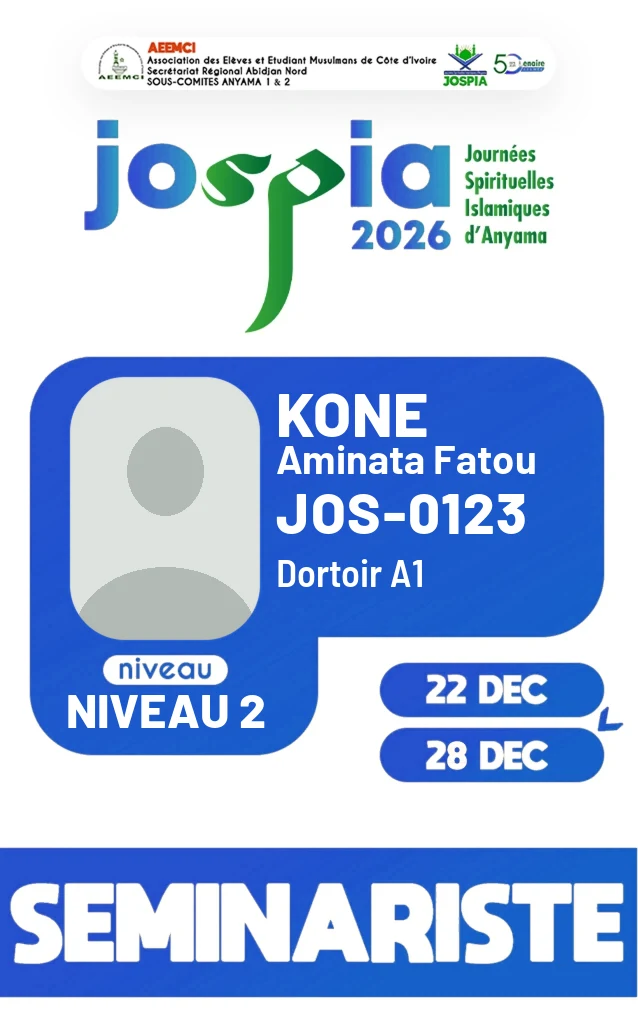 AEEMCI
Association des Elèves et Etudiant Musulmans de Côte d'Ivoire
Secrétariat Régional Abidjan Nord
SOUS-COMITES ANYAMA 1 & 2
AEEMCI
JOSPIA
jospia
2026
Journées
Spirituelles
Islamiques
d'Anyama
KONE
Aminata Fatou
JOS-0123
Dortoir A1
niveau
NIVEAU 2
22 DEC
28 DEC
SEMINARISTE